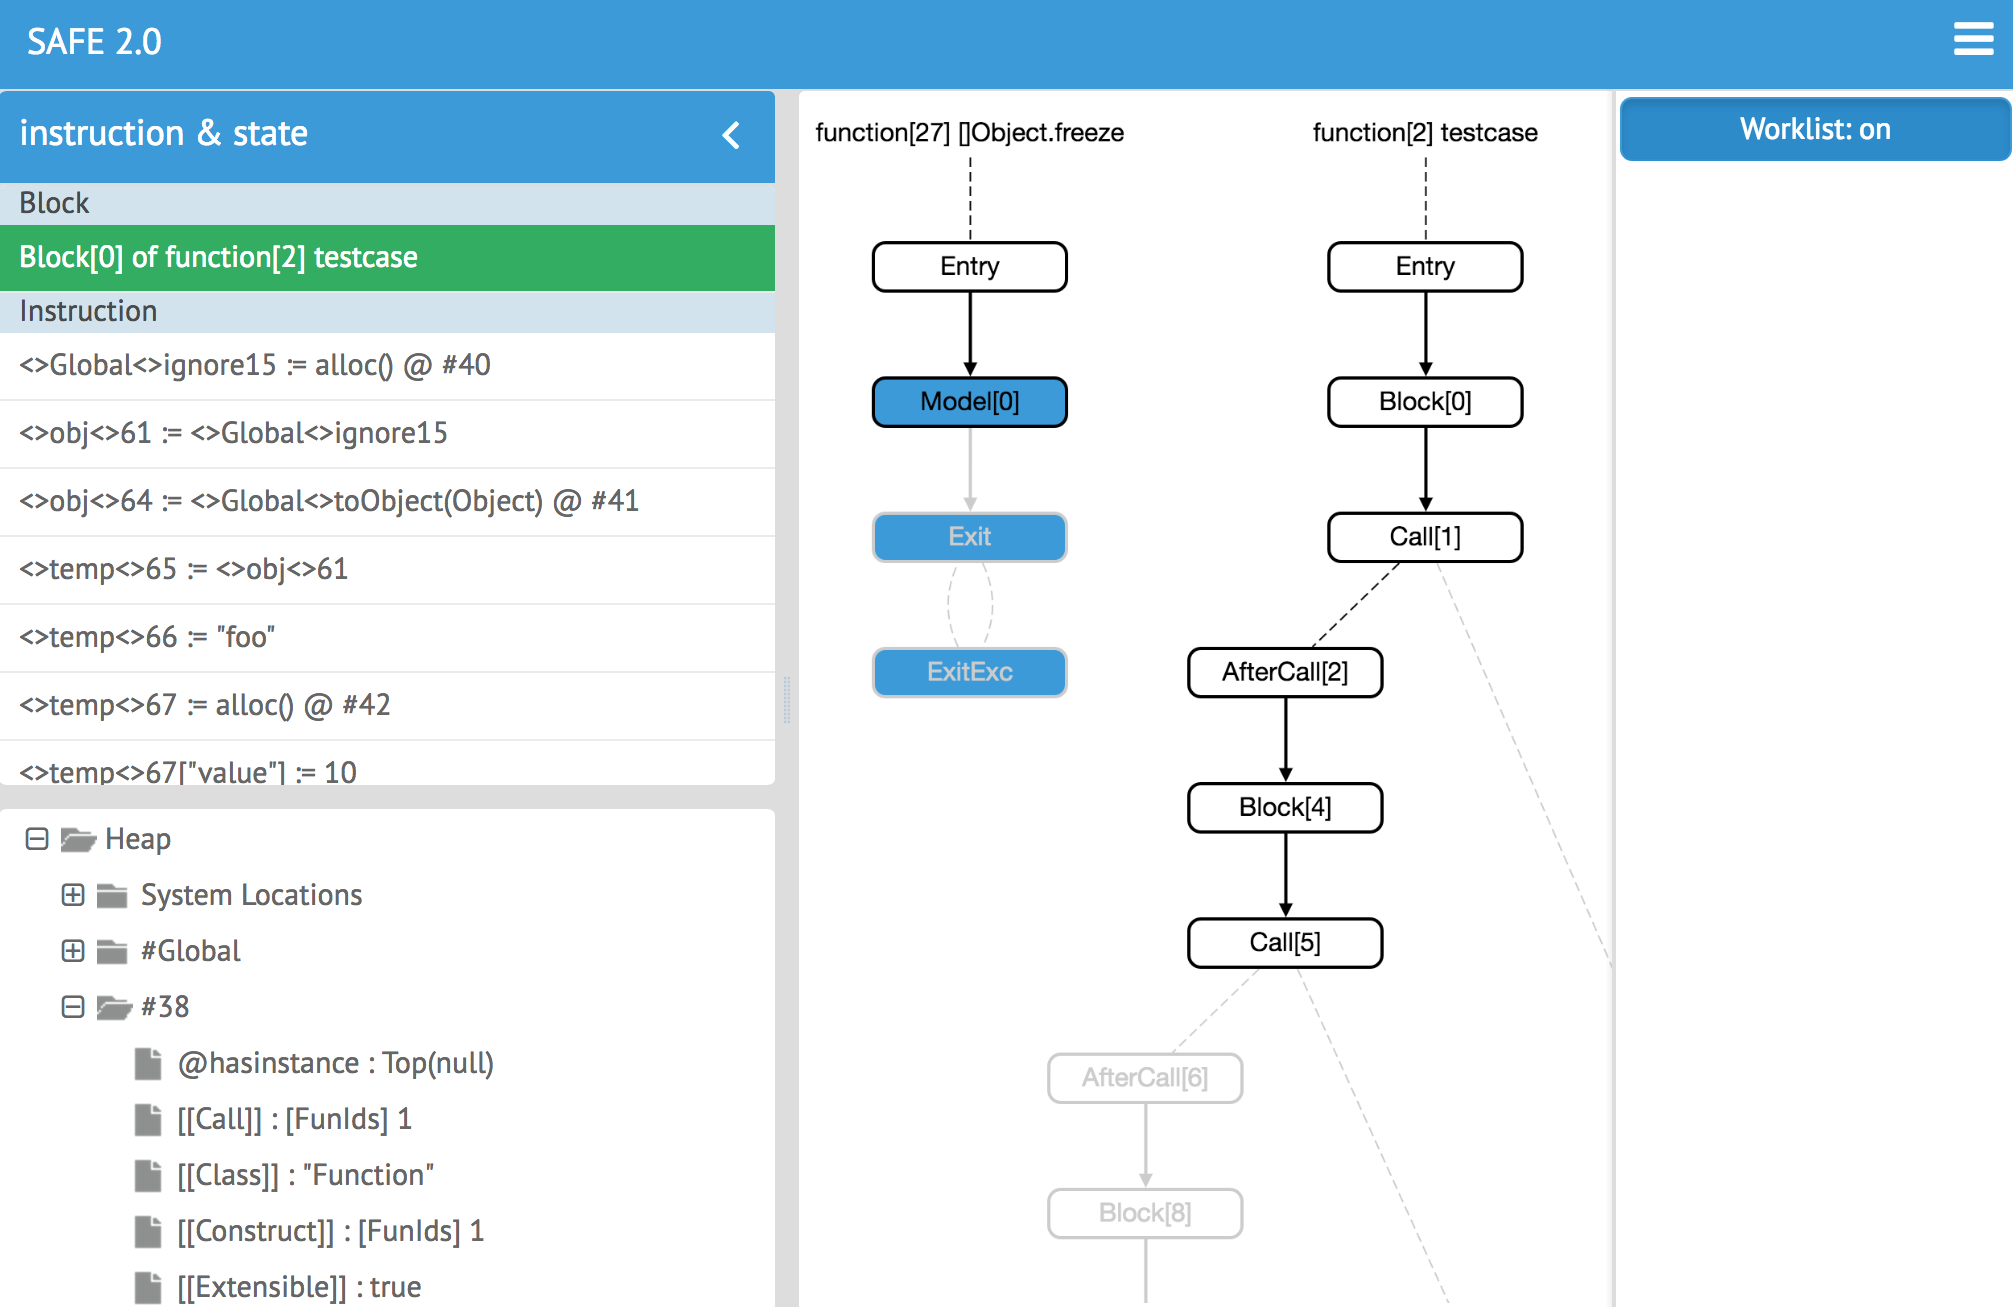 SAFE 2.0
instruction & state
Block
Block[0] of function[2] testcase
Instruction
<>Global<>ignore15 := alloc() @ #40
<>obj<>61 := <>Global<>ignore15
<>obj<>64 := <>Global<>toObject(Object) @ #41
<>temp<>65 := <>obj<>61
<>temp<>66 := "foo"
<>temp<>67 := alloc() @ #42
<>temp<>67["value"] := 10
Heap
System Locations
#Global
#38
@hasinstance : Top(null)
[[Call]] : [FunIds] 1
[[Class]] : "Function"
[[Construct]] : [FunIds] 1
[[Extensible]] : true
function[27] []Object.freeze
Entry
Model[0]
Exit
ExitExc
function[2] testcase
Entry
Block[0]
Call[1]
AfterCall[2]
Block[4]
Call[5]
AfterCall[6]
Block[8]
Worklist: on